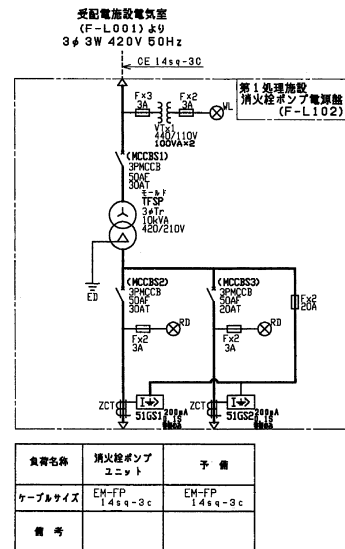 受配電施設電気室
(F-L001)より
3φ3W 420V 50Hz
CE 14sq-3C
第1処理施設
消火栓ポンプ電源盤
(F-L102)
F×3
3A
F×2
3A
WL
VT×1
440/110V
100VA×2
(MCCBS1)
3PMCCB
50AF
30AT
モールド
TFSP
3φTr
10kVA
420/210V
ED
(MCCBS2)
3PMCCB
50AF
30AT
(MCCBS3)
3PMCCB
50AF
20AT
F×2
20A
RD
F×2
3A
RD
F×2
3A
ZCT
I
51GS1
200mA
0.1S
ZCT
I
51GS2
200mA
0.1S
負荷名称
消火栓ポンプ
ユニット
予備
ケーブルサイズ
EM-FP
14sq-3c
EM-FP
14sq-3c
備考